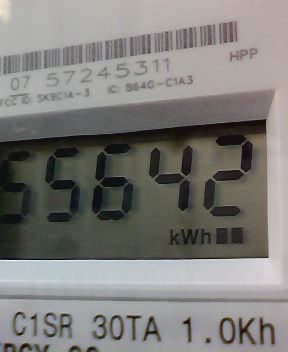 07 57245311
HPP
FCC ID: SK9C1A-3 IC: 864G-C1A3
55642
kWh
C1SR 30TA 1.0Kh